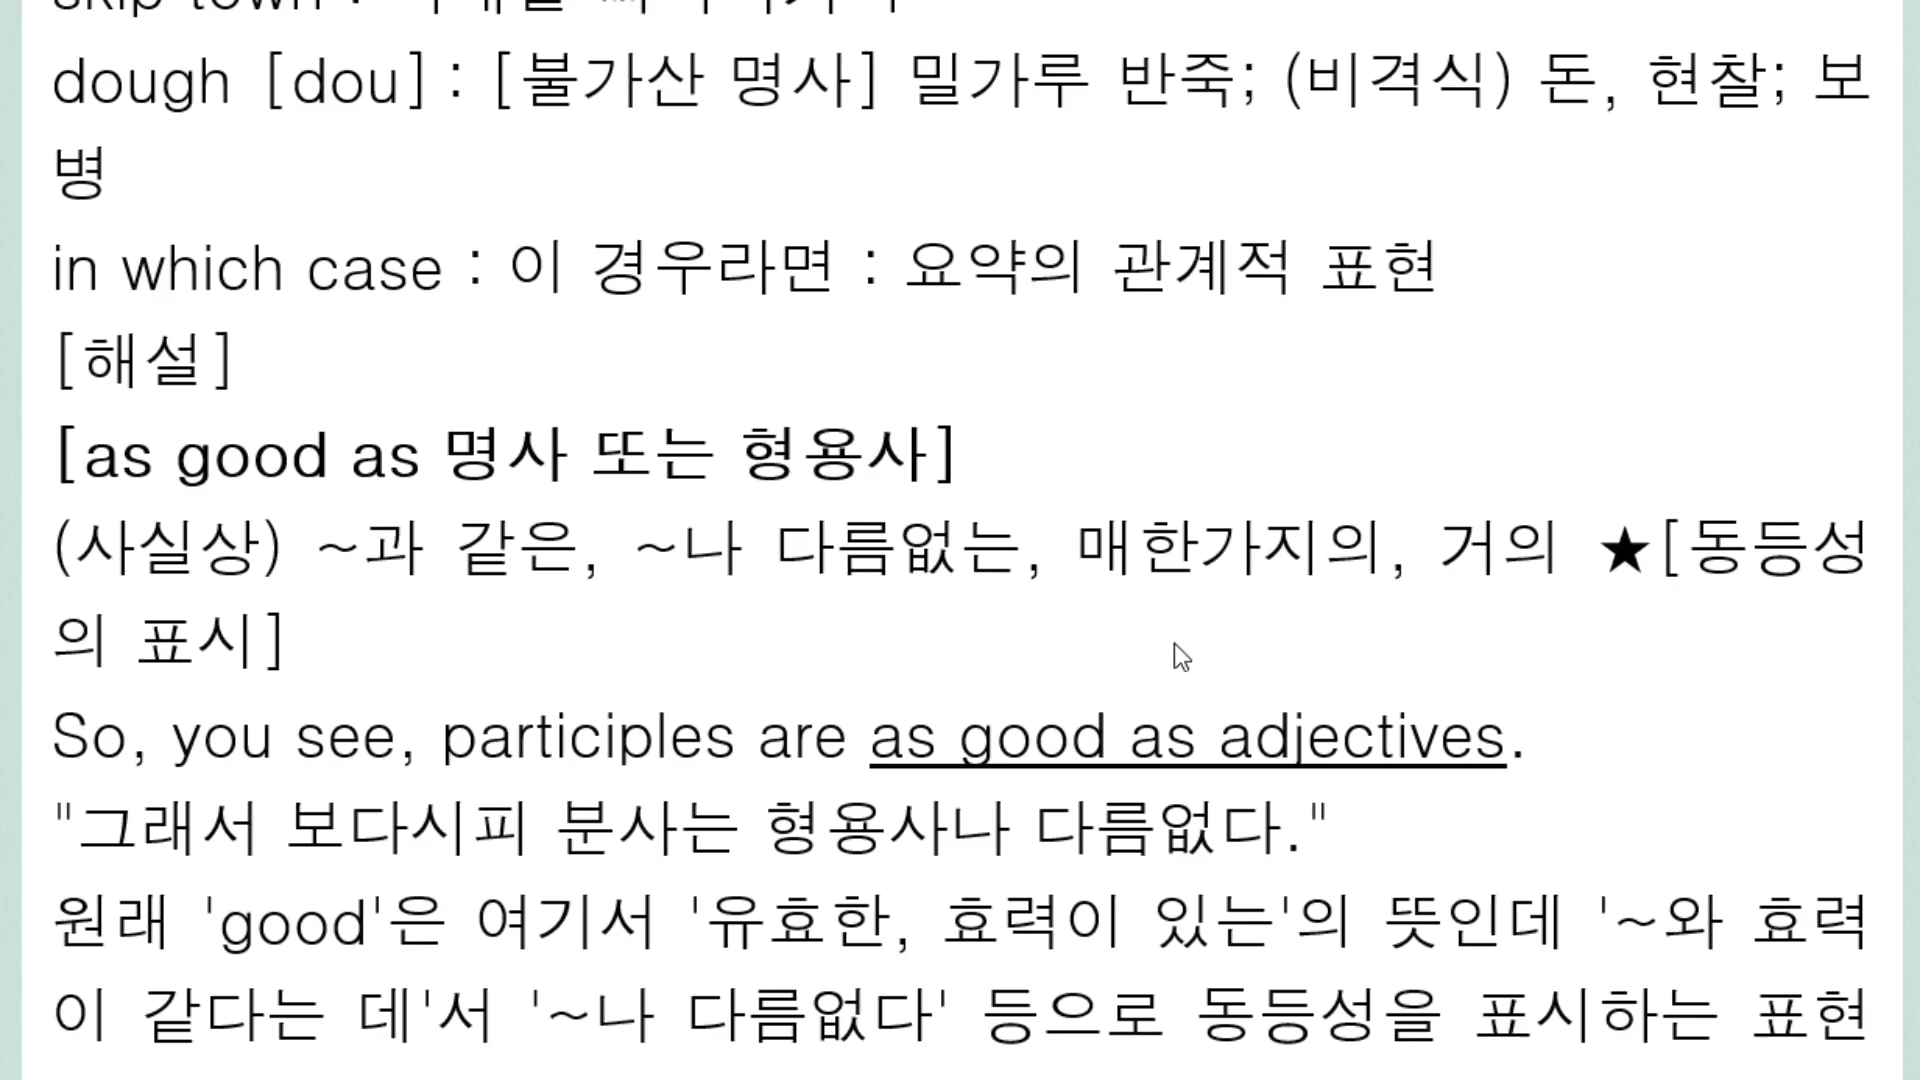 skip town :
dough [dou] : [불가산 명사] 밀가루 반죽; (비격식) 돈, 현찰; 보
병
in which case : 이 경우라면 : 요약의 관계적 표현
[해설]
[as good as 명사 또는 형용사]
(사실상) ~과 같은, ~나 다름없는, 매한가지의, 거의 ★[동등성
의 표시]
So, you see, participles are as good as adjectives.
"그래서 보다시피 분사는 형용사나 다름없다."
원래 'good'은 여기서 '유효한, 효력이 있는'의 뜻인데 '~와 효력
이 같다는 데'서 '~나 다름없다' 등으로 동등성을 표시하는 표현